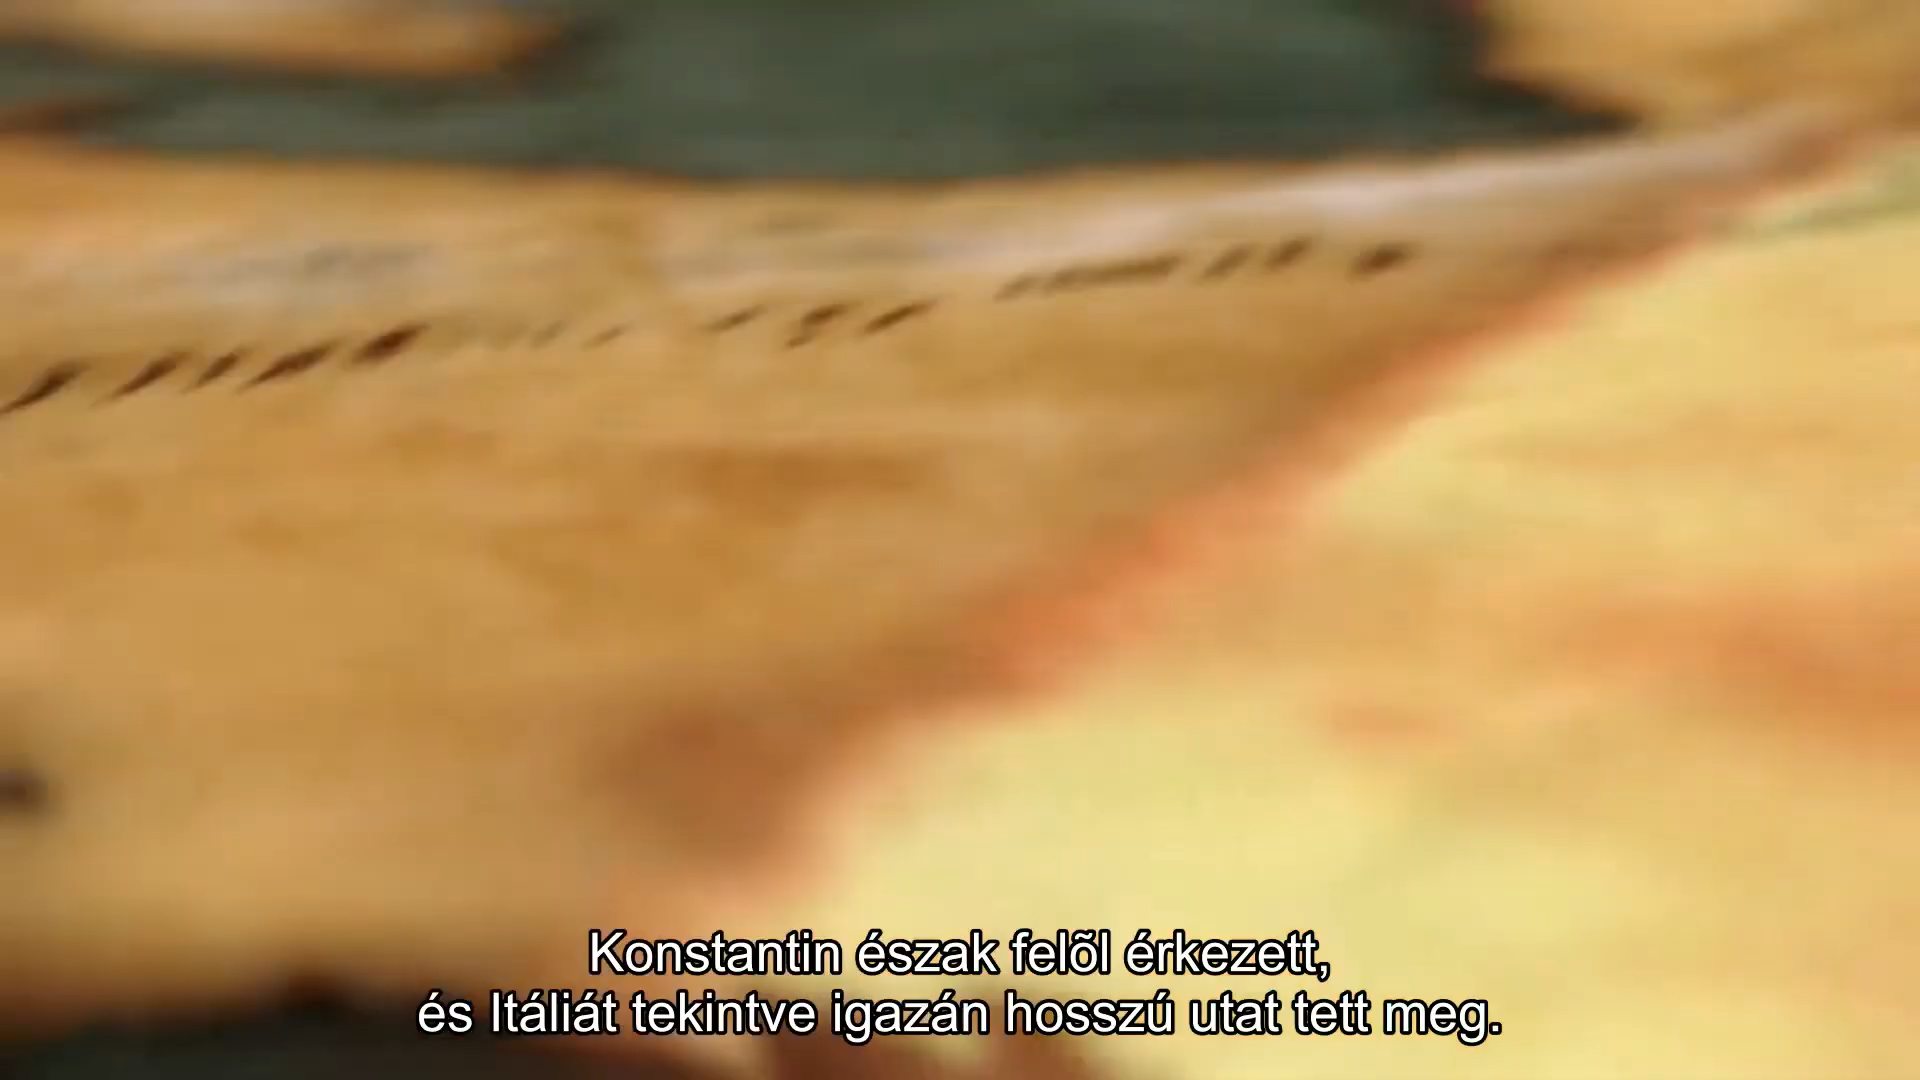 Konstantin észak felõl érkezett,
és Itáliát tekintve igazán hosszú utat tett meg.